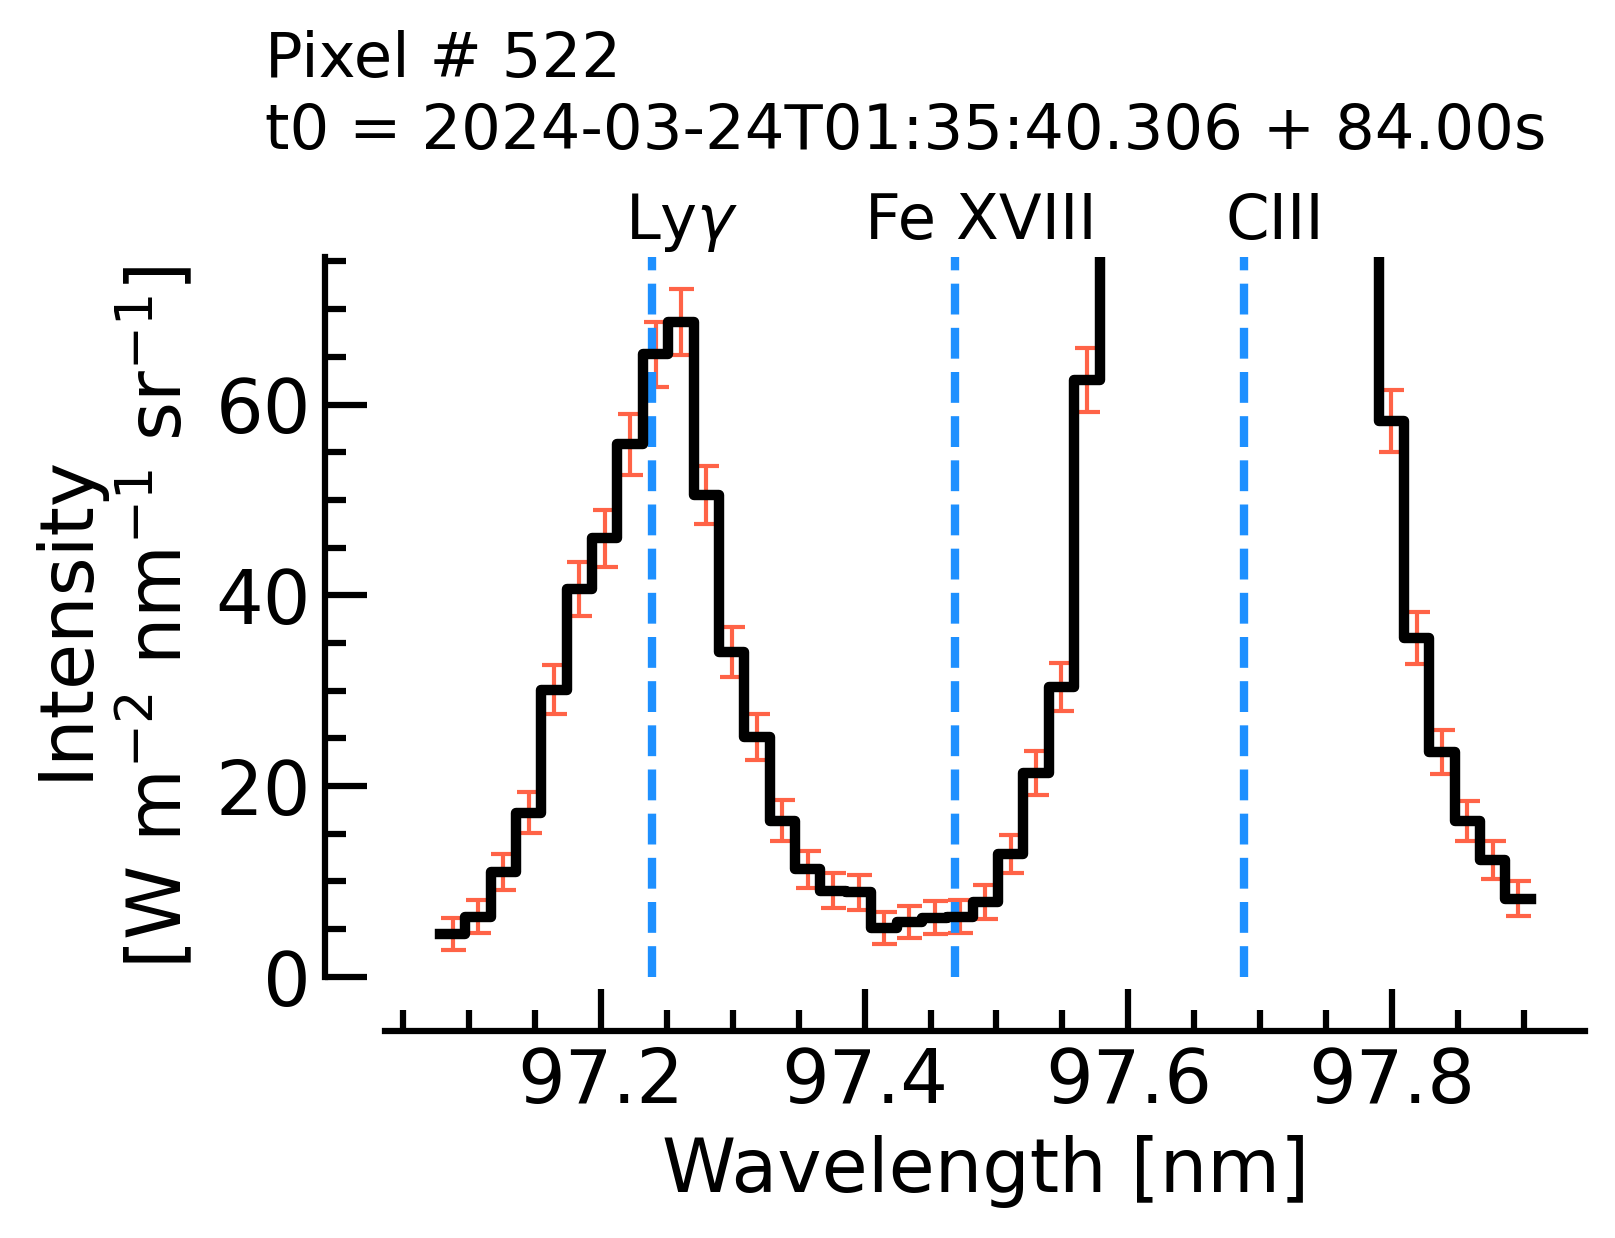 Pixel # 522
t0 = 2024-03-24T01:35:40.306 + 84.00s
Lyγ Fe XVIII CIII
Intensity
[W m⁻² nm⁻¹ sr⁻¹]
60
40
20
0
97.2 97.4 97.6 97.8
Wavelength [nm]